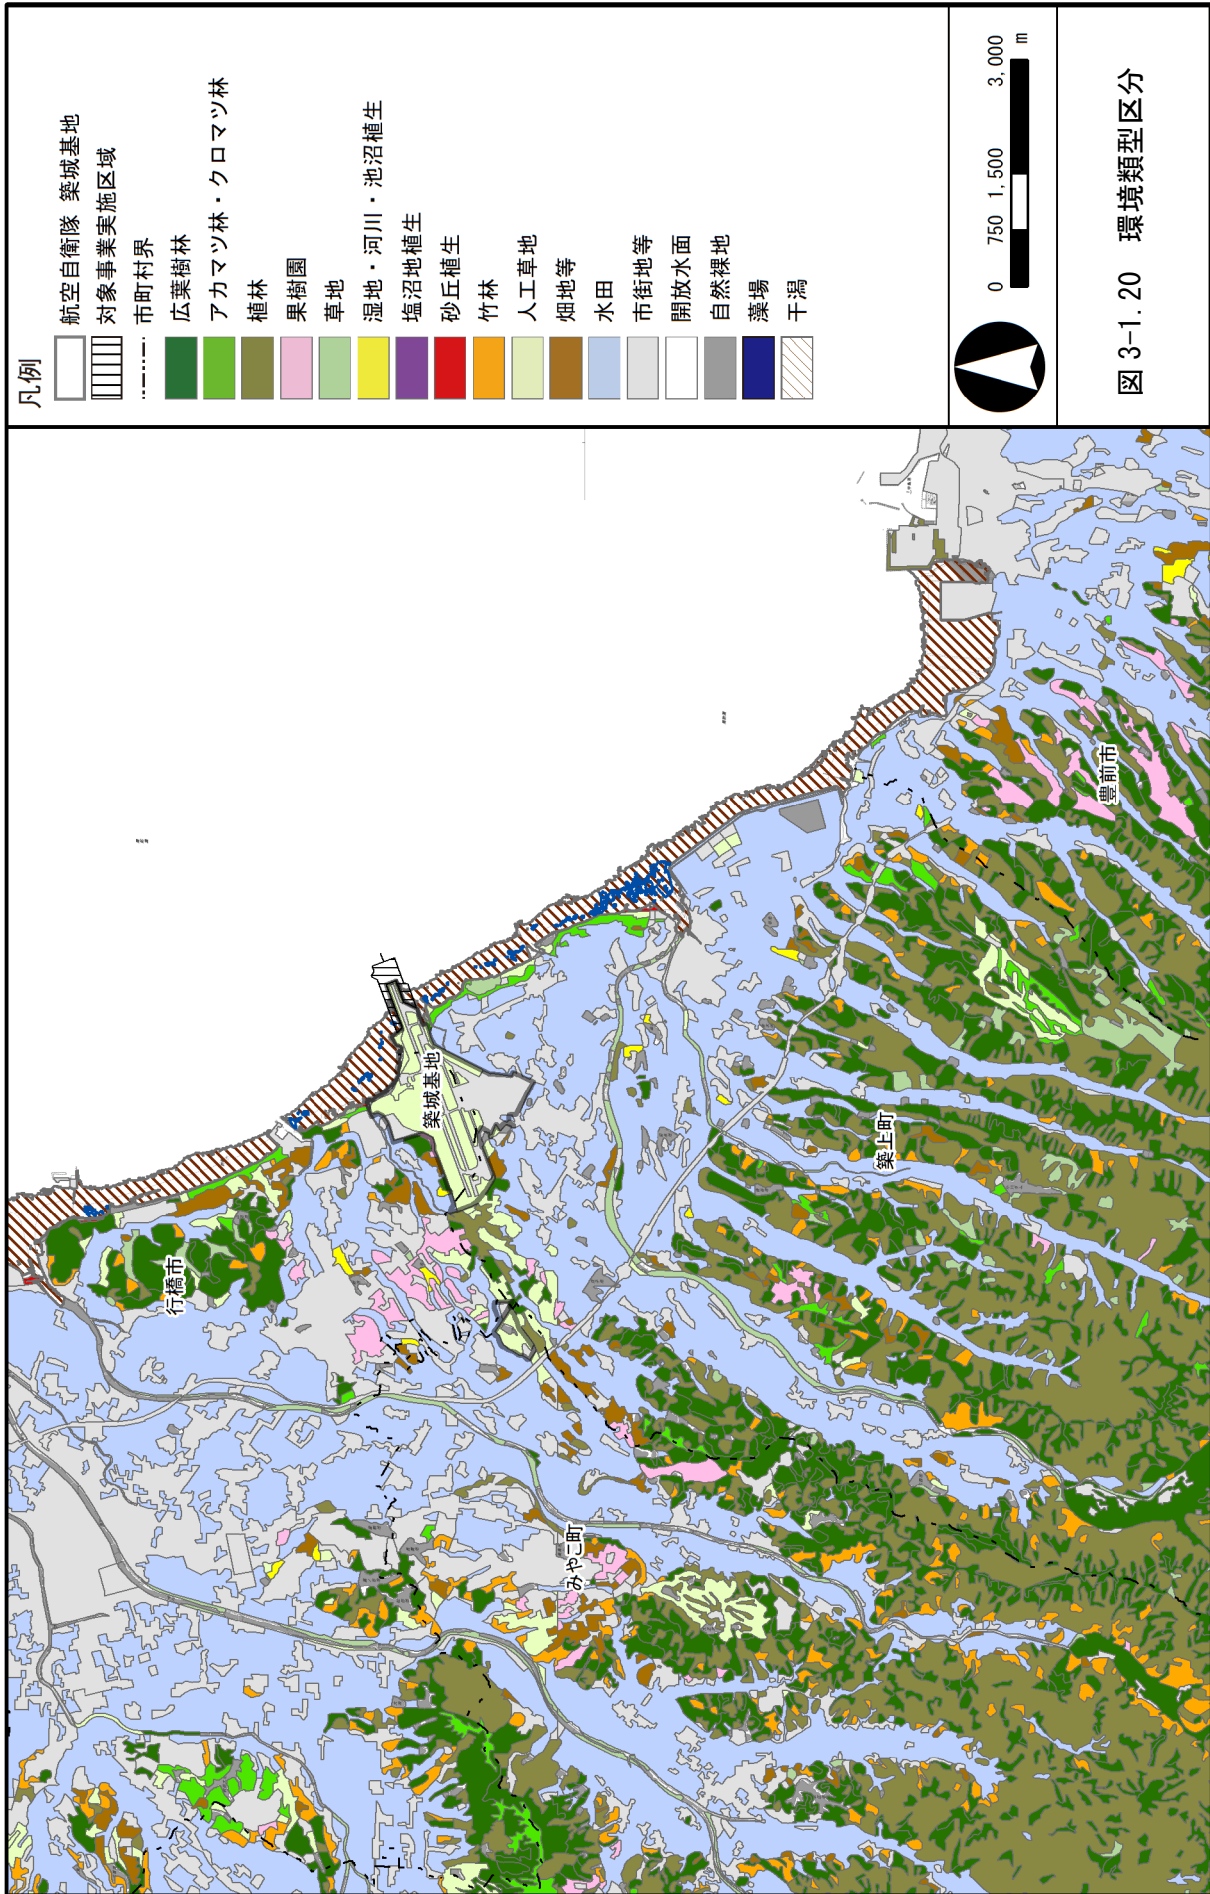 凡例
航空自衛隊 築城基地
対象事業実施区域
市町村界
広葉樹林
アカマツ林・クロマツ林
植林
果樹園
草地
湿地・河川・池沼植生
塩沼地植生
砂丘植生
竹林
人工草地
畑地等
水田
市街地等
開放水面
自然裸地
藻場
干潟
0 750 1,500 3,000
m
図 3-1.20 環境類型区分
行橋市
築城基地
みやこ町
築上町
豊前市